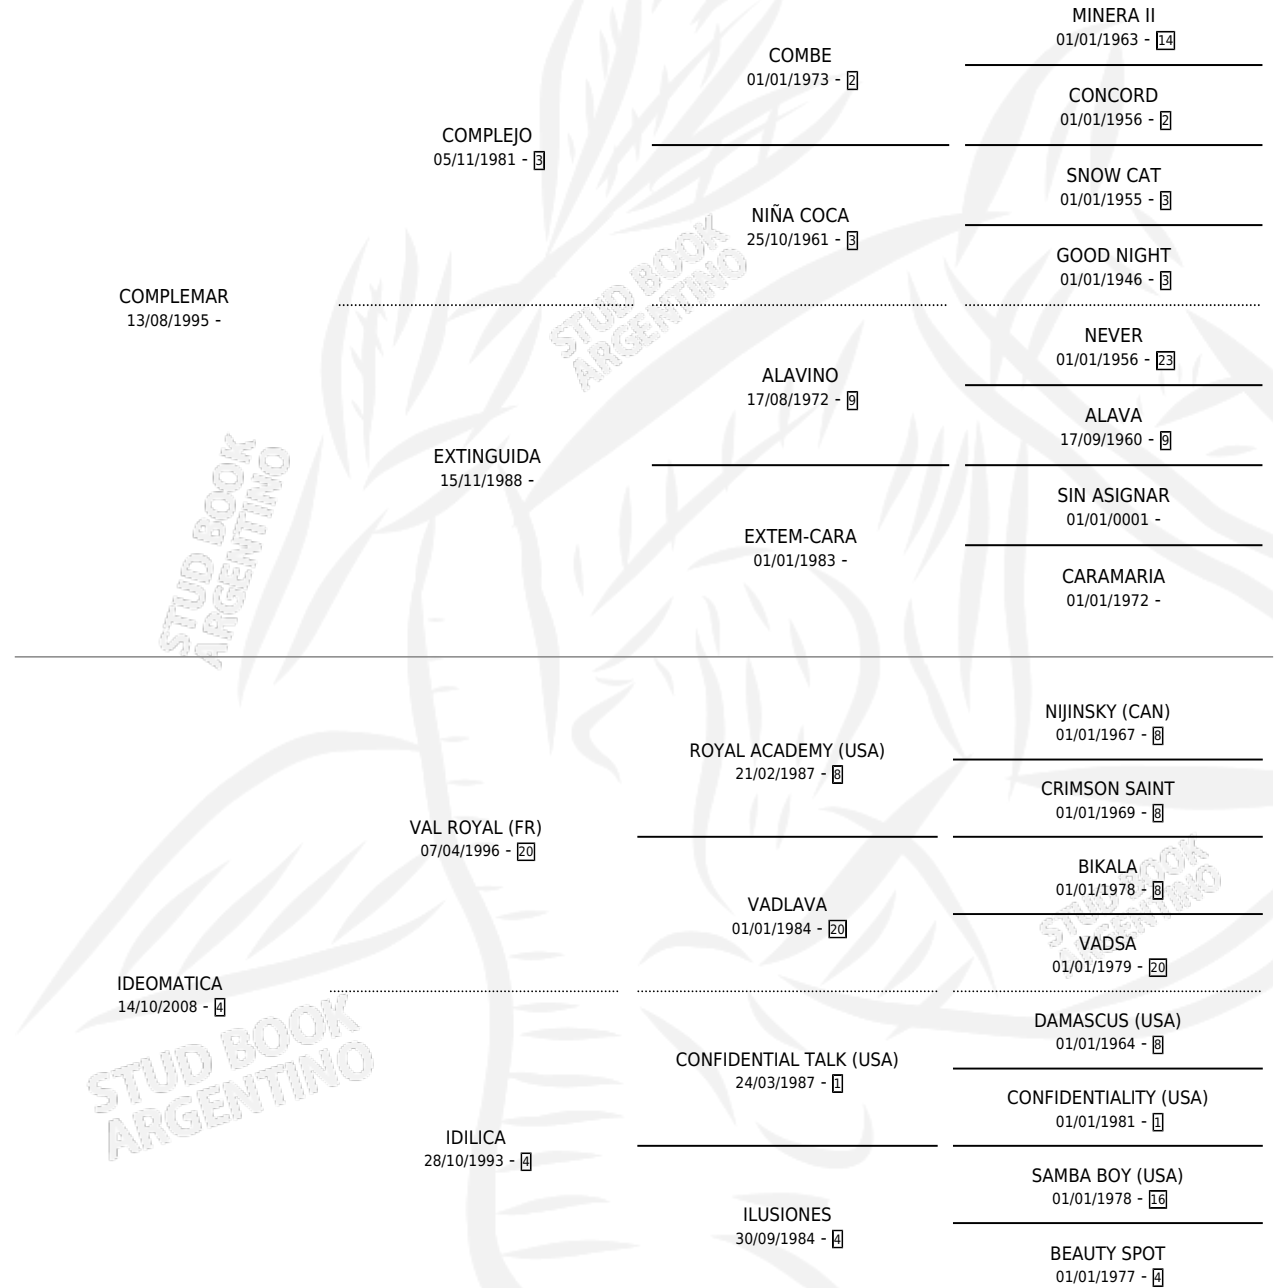 MINERA II
01/01/1963 - 14
COMBE
01/01/1973 - 2
CONCORD
01/01/1956 - 2
COMPLEJO
05/11/1981 - 3
SNOW CAT
01/01/1955 - 3
NIÑA COCA
25/10/1961 - 3
GOOD NIGHT
01/01/1946 - 3
COMPLEMAR
13/08/1995 -
NEVER
01/01/1956 - 23
ALAVINO
17/08/1972 - 9
ALAVA
17/09/1960 - 9
EXTINGUIDA
15/11/1988 -
SIN ASIGNAR
01/01/0001 -
EXTEM-CARA
01/01/1983 -
CARAMARIA
01/01/1972 -
NIJINSKY (CAN)
01/01/1967 - 8
ROYAL ACADEMY (USA)
21/02/1987 - 8
CRIMSON SAINT
01/01/1969 - 8
VAL ROYAL (FR)
07/04/1996 - 20
BIKALA
01/01/1978 - 8
VADLAVA
01/01/1984 - 20
VADSA
01/01/1979 - 20
IDEOMATICA
14/10/2008 - 4
DAMASCUS (USA)
01/01/1964 - 8
CONFIDENTIAL TALK (USA)
24/03/1987 - 1
CONFIDENTIALITY (USA)
01/01/1981 - 1
IDILICA
28/10/1993 - 4
SAMBA BOY (USA)
01/01/1978 - 16
ILUSIONES
30/09/1984 - 4
BEAUTY SPOT
01/01/1977 - 4
STUD BOOK
ARGENTINO
STUD BOOK
ARGENTINO
STUD BOOK
ARGENTINO
STUD BOOK
ARGENTINO